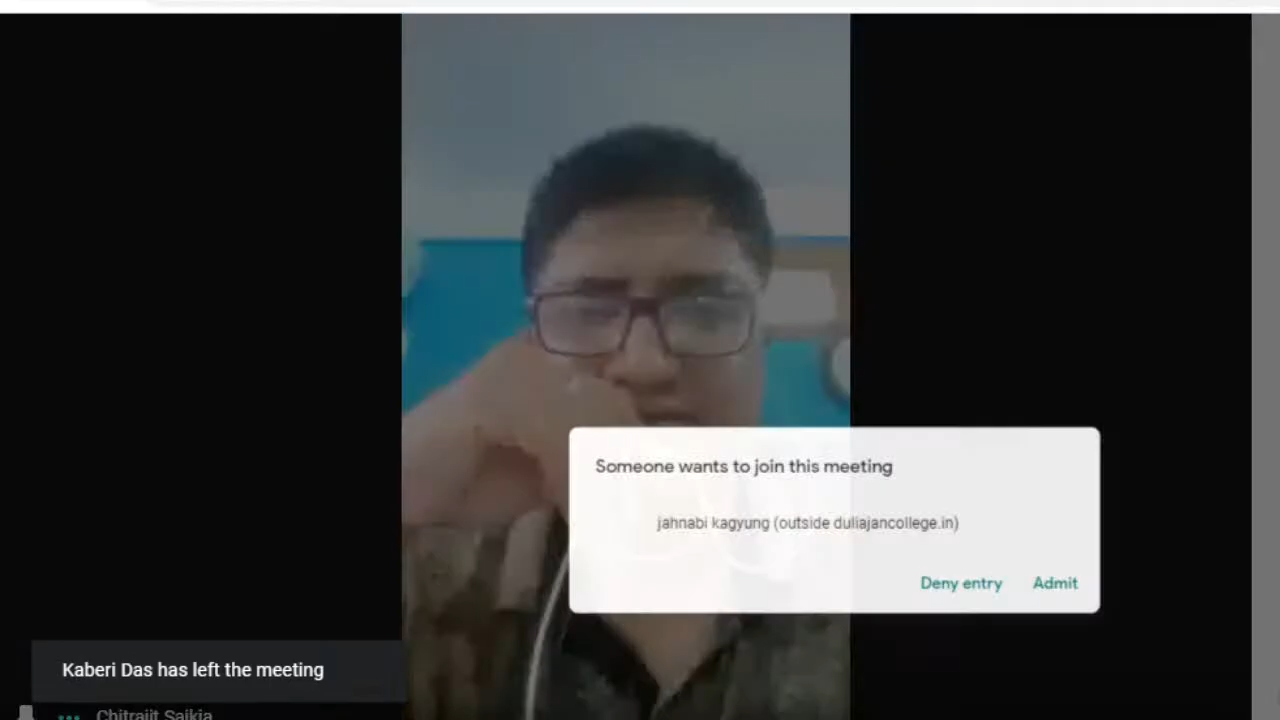 Someone wants to join this meeting
jahnabi kagyung (outside duliajancollege.in)
Deny entry
Admit
Kaberi Das has left the meeting
Chitrajit Saikia